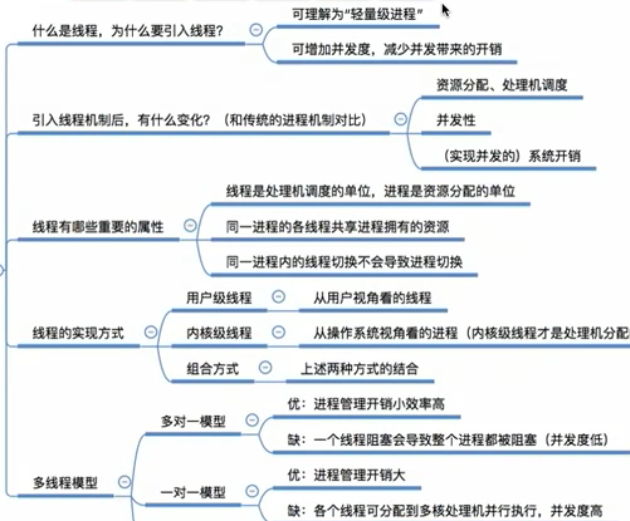 什么是线程，为什么要引入线程？
可理解为“轻量级进程”
可增加并发度，减少并发带来的开销
引入线程机制后，有什么变化？（和传统的进程机制对比）
资源分配、处理机调度
并发性
（实现并发的）系统开销
线程有哪些重要的属性
线程是处理机调度的单位，进程是资源分配的单位
同一进程的各线程共享进程拥有的资源
同一进程内的线程切换不会导致进程切换
线程的实现方式
用户级线程
从用户视角看的线程
内核级线程
从操作系统视角看的进程（内核级线程才是处理机分配
组合方式
上述两种方式的结合
多线程模型
多对一模型
优：进程管理开销小效率高
缺：一个线程阻塞会导致整个进程都被阻塞（并发度低）
一对一模型
优：进程管理开销大
缺：各个线程可分配到多核处理机并行执行，并发度高